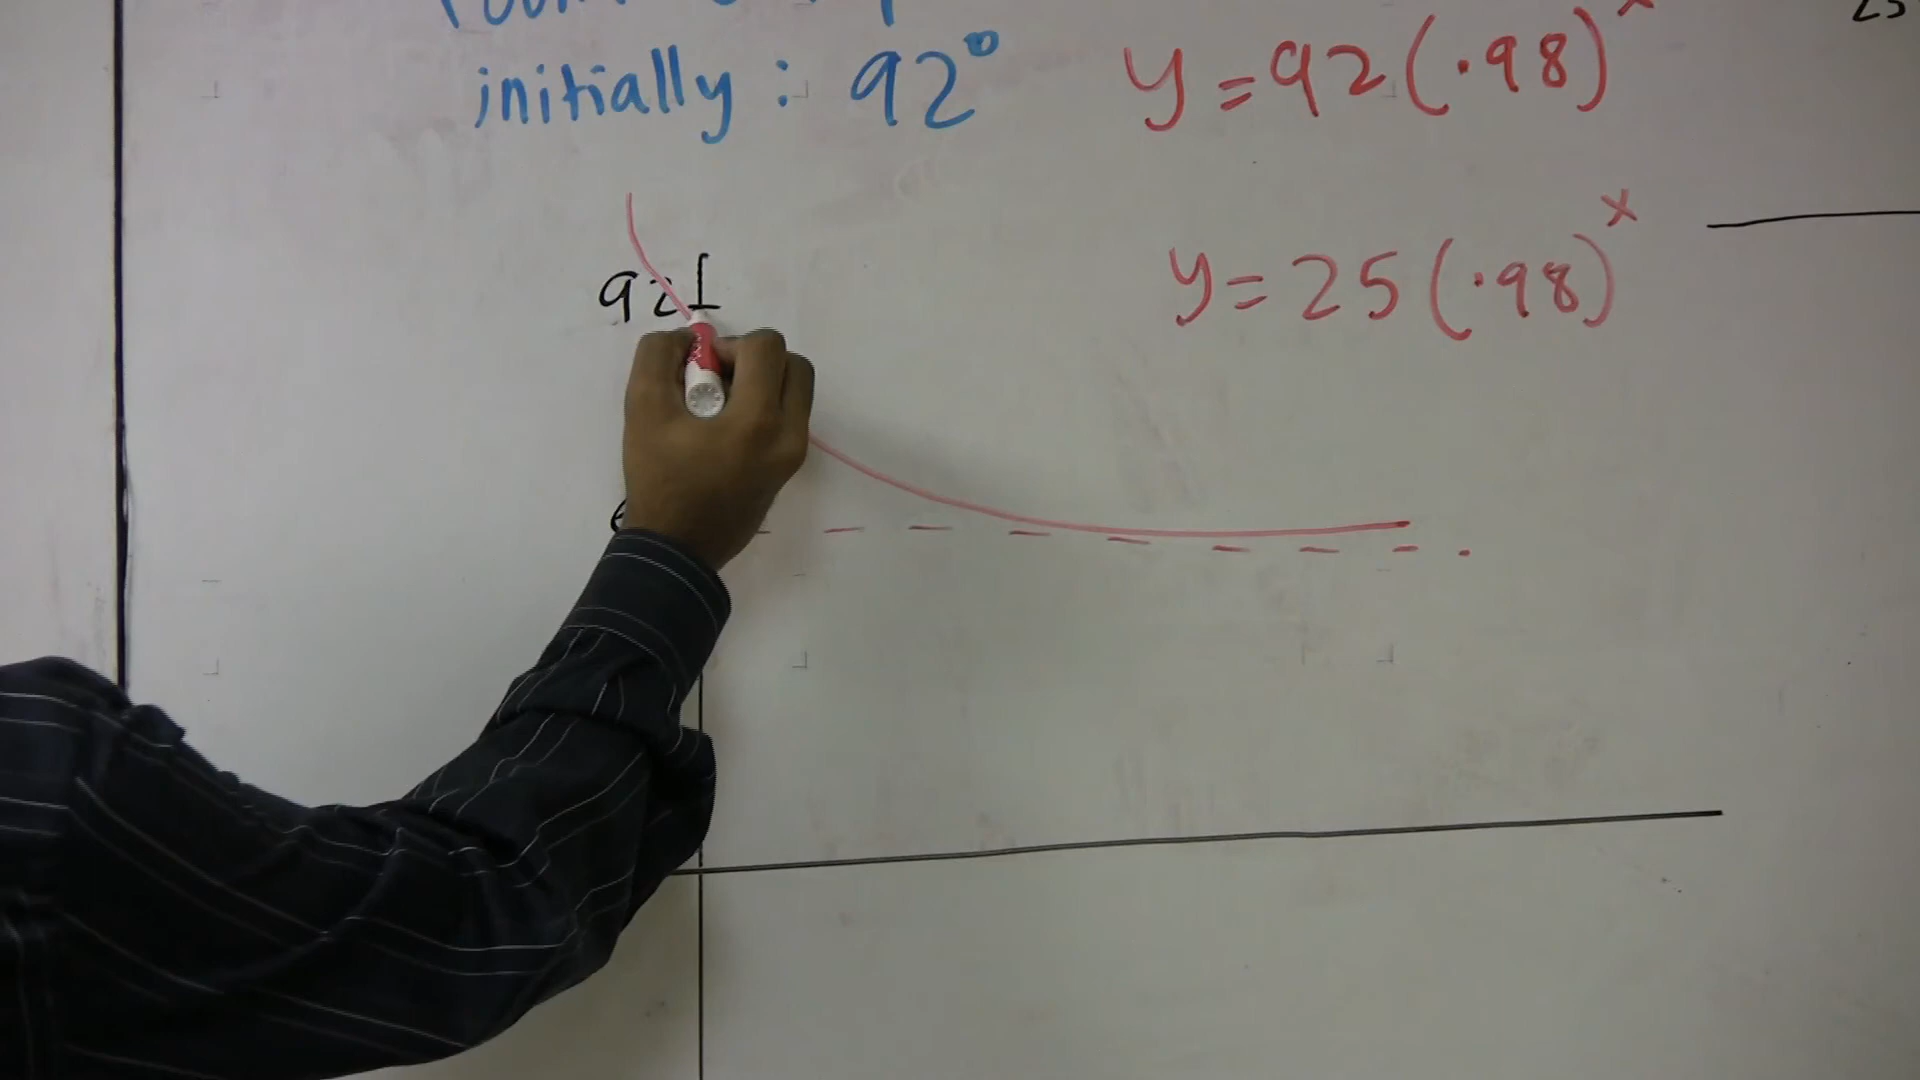 initially : 92°
y = 92(.98)
y = 25(.98)^x
92